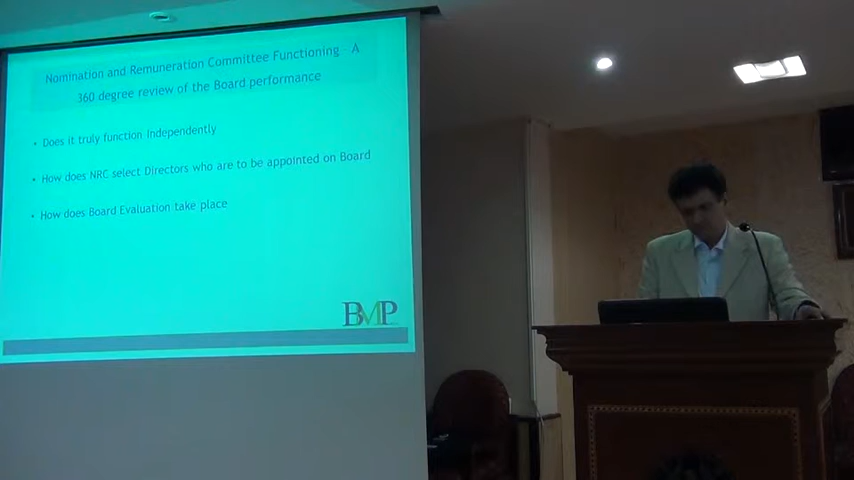 Nomination and Remuneration Committee Functioning - A
360 degree review of the Board performance
• Does it truly function Independently
• How does NRC select Directors who are to be appointed on Board
• How does Board Evaluation take place
BMP